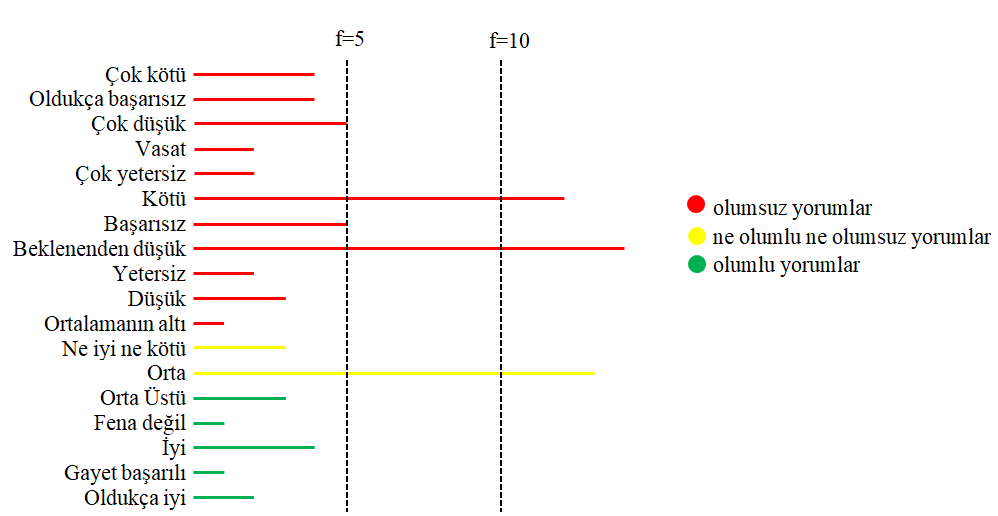 f=5
f=10
Çok kötü
Oldukça başarısız
Çok düşük
Vasat
Çok yetersiz
Kötü
Başarısız
Beklenenden düşük
Yetersiz
Düşük
Ortalamanın altı
Ne iyi ne kötü
Orta
Orta Üstü
Fena değil
İyi
Gayet başarılı
Oldukça iyi
olumsuz yorumlar
ne olumlu ne olumsuz yorumlar
olumlu yorumlar